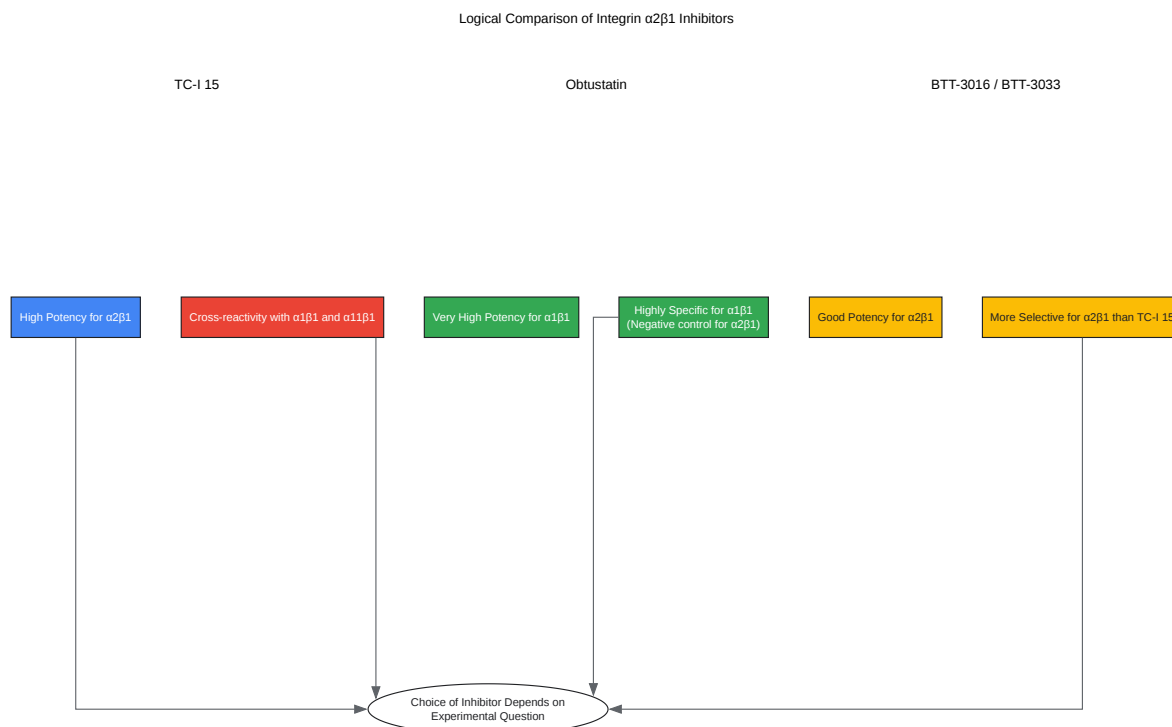 Logical Comparison of Integrin α2β1 Inhibitors
TC-I 15
Obtustatin
BTT-3016 / BTT-3033
High Potency for α2β1
Cross-reactivity with α1β1 and α11β1
Very High Potency for α1β1
Highly Specific for α1β1
(Negative control for α2β1)
Good Potency for α2β1
More Selective for α2β1 than TC-I 15
Choice of Inhibitor Depends on
Experimental Question